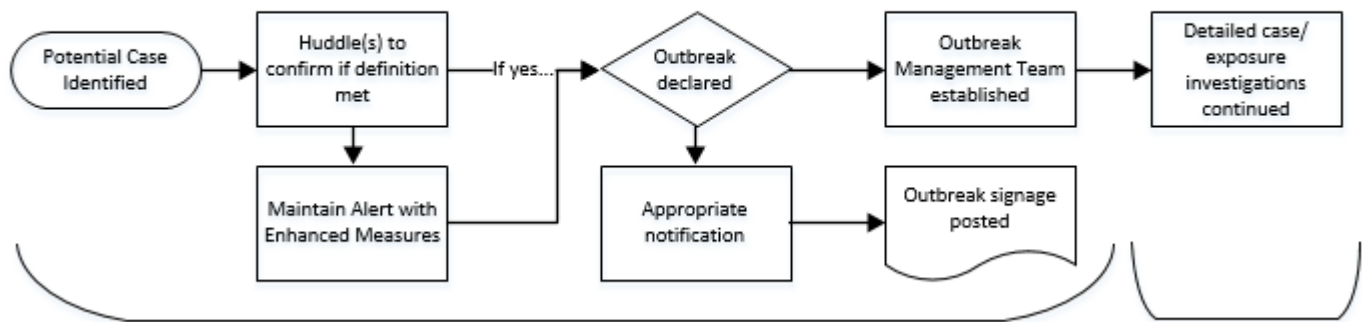 Potential Case
Identified
Huddle(s) to
confirm if definition
met
If yes...
Outbreak
declared
Outbreak
Management Team
established
Detailed case/
exposure
investigations
continued
Maintain Alert with
Enhanced Measures
Appropriate
notification
Outbreak signage
posted